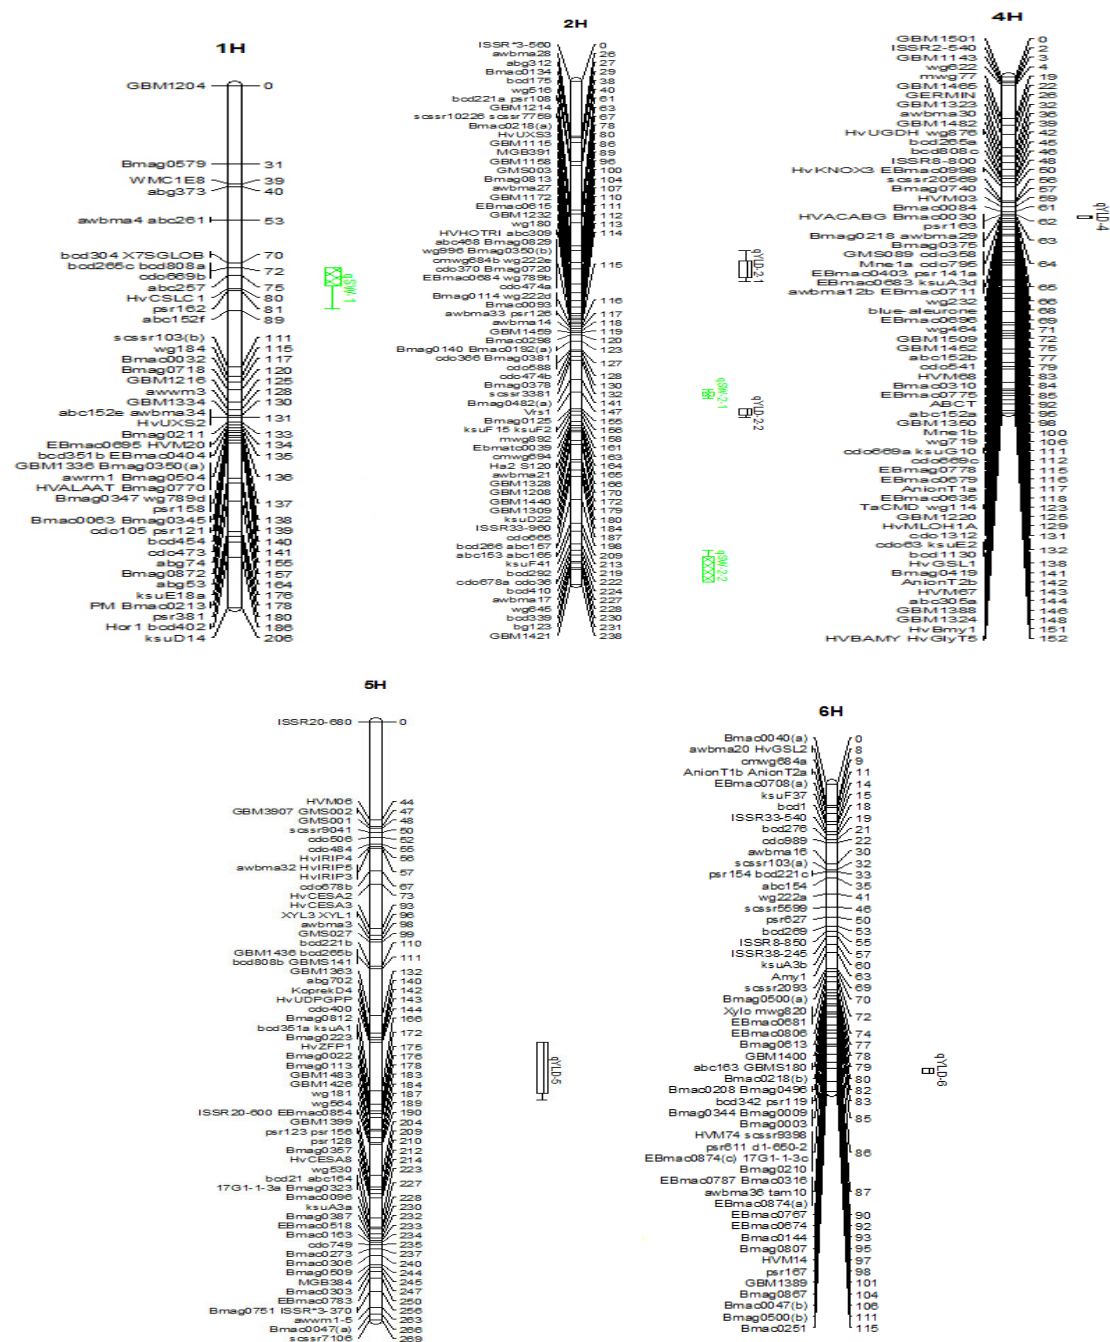 1H
GBM1204 0
Bmag0579 31
WMC1E8 39
abg373 40
awbma4 abc261 53
bcd304 X7SGLOB 70
bcd265c bcd808a 72
cdo669b
abc257 75
HvCSLC1 80
psr162 81
abc152f 89
scssr103(b) 111
wg184 115
Bmac0032 117
Bmag0718 120
GBM1216 125
awwm3 128
GBM1334 130
abc152e awbma34 131
HvUXS2
Bmag0211 133
EBmac0695 HVM20 134
bcd351b EBmac0404 135
GBM1336 Bmag0350(a)
awrm1 Bmag0504 136
HVALAAT Bmag0770
Bmag0347 wg789d 137
psr158
Bmac0063 Bmag0345 138
cdo105 psr121 139
bcd454 140
cdo473 141
abg74 155
Bmag0872 157
abg53 164
ksuE18a 176
PM Bmac0213 178
psr381 180
Hor1 bcd402 186
ksuD14 206
qSW-1
2H
ISSR*3-560 0
awbma28 26
abg312 27
Bmac0134 29
bcd175 38
wg516 40
bcd221a psr108 61
GBM1214 63
scssr10226 scssr7759 67
Bmac0218(a) 78
HvUXS3 80
GBM1115 86
MGB391 89
GBM1158 96
GMS003 100
Bmag0813 104
awbma27 107
GBM1172 110
EBmac0615 111
GBM1232 112
wg180 113
HVHOTRI abc309 114
abc468 Bmag0829
wg996 Bmag0350(b)
cmwg684b wg222e 115
cdo370 Bmag0720
EBmac0684 wg789b
cdo474a
Bmag0114 wg222d
Bmac0093 116
awbma33 psr126 117
awbma14 118
GBM1459 119
Bmac0298 120
Bmag0140 Bmac0192(a) 123
cdo366 Bmag0381 127
cdo588
cdo474b 128
Bmag0378 130
scssr3381 132
Bmag0482(a) 141
Vrs1 147
Bmag0125 155
ksuF15 ksuF2 156
mwg892 158
Ebmatc0039 161
cmwg694 163
Ha2 S120 164
awbma21 165
GBM1328 166
GBM1208 170
GBM1440 172
GBM1309 179
ksuD22 180
ISSR33-960 184
cdo665 187
bcd266 abc157 198
abc153 abc165 209
ksuF41 213
bcd292 219
cdo678a cdo36 222
bcd410 224
awbma17 227
wg645 228
bcd339 230
bg123 231
GBM1421 238
qYLD-2-1
qSW-2-1
qYLD-2-2
qSW-2-2
4H
GBM1501 0
ISSR2-540 2
GBM1143 3
wg622 4
mwg77 19
GBM1465 22
GERMIN 26
GBM1323 32
awbma30 36
GBM1482 39
HvUGDH wg876 42
bcd265a 45
bcd808c 46
ISSR8-800 48
HvKNOX3 EBmac0998 50
scssr20569 56
Bmag0740 57
HVM03 59
Bmac0084 61
HVACABG Bmac0030 62
psr163
Bmag0218 awbma29 63
Bmag0375
GMS089 cdo358
Mne1a cdo795 64
EBmac0403 psr141a
EBmac0683 ksuA3d 65
awbma12b EBmac0711
wg232 66
blue-aleurone 68
EBmac0696 69
wg464 71
GBM1509 72
GBM1452 75
abc152b 77
cdo541 79
HVM68 83
Bmac0310 84
EBmac0775 85
ABCT 92
abc152a 95
GBM1350 98
Mne1b 100
wg719 106
cdo669a ksuG10 111
cdo669c 112
EBmag0778 115
EBmac0679 116
AnionT1a 117
EBmac0635 118
TaCMD wg114 123
GBM1220 125
HvMLOH1A 129
cdo1312 131
cdo63 ksuE2 132
bcd1130
HvGSL1 138
Bmag0419 141
AnionT2b 142
HVM67 143
abc305a 144
GBM1388 146
GBM1324 148
HvBmy1 151
HVBAMY HvGlyT5 152
qYLD-4
5H
ISSR20-680 0
HVM06 44
GBM3907 GMS002 47
GMS001 48
scssr9041 50
cdo506 52
cdo484 55
HvIRIP4 56
awbma32 HvIRIP5 57
HvIRIP3
cdo678b 67
HvCESA2 73
HvCESA3 93
XYL3 XYL1 96
awbma3 98
GMS027 99
bcd221b 110
GBM1436 bcd265b 111
bcd808b GBMS141
GBM1363 132
abg702 140
KoprekD4 142
HvUDPGPP 143
cdo400 144
Bmag0812 166
bcd351a ksuA1 172
Bmag0223
HvZFP1 175
Bmag0022 176
Bmag0113 178
GBM1483 183
GBM1426 184
wg181 187
wg564 189
ISSR20-600 EBmac0854 190
GBM1399 204
psr123 psr156 209
psr128 210
Bmag0357 212
HvCESA8 214
wg530 223
bcd21 abc164 227
17G1-1-3a Bmag0323
Bmac0096 228
ksuA3a 230
Bmag0387 232
EBmac0518 233
Bmac0163 234
cdo749 235
Bmac0273 237
Bmac0306 240
Bmag0509 244
MGB384 245
Bmac0303 247
EBmac0783 250
Bmag0751 ISSR*3-370 256
awwm1-5 263
Bmac0047(a) 266
scssr7106 269
qYLD-5
6H
Bmac0040(a) 0
awbma20 HvGSL2 8
cmwg684a 9
AnionT1b AnionT2a 11
EBmac0708(a) 14
ksuF37 15
bcd1 18
ISSR33-540 19
bcd276 21
cdo989 22
awbma16 30
scssr103(a) 32
psr154 bcd221c 33
abc154 35
wg222a 41
scssr5599 46
psr627 50
bcd269 53
ISSR8-850 55
ISSR38-245 57
ksuA3b 60
Amy1 63
scssr2093 69
Bmag0500(a) 70
Xylo mwg820 72
EBmac0681
EBmac0806 74
Bmag0613 77
GBM1400 78
abc163 GBMS180 79
Bmac0218(b) 80
Bmac0208 Bmag0496 82
bcd342 psr119 83
Bmag0344 Bmag0009 85
Bmag0003
HVM74 scssr9398
psr611 d1-650-2 86
EBmac0874(c) 17G1-1-3c
Bmag0210
EBmac0787 Bmac0316
awbma36 tam10 87
EBmac0874(a)
EBmac0767 90
EBmac0674 92
Bmac0144 93
Bmag0807 95
HVM14 97
psr167 98
GBM1389 101
Bmag0867 104
Bmac0047(b) 106
Bmag0500(b) 111
Bmac0251 115
qYLD-6